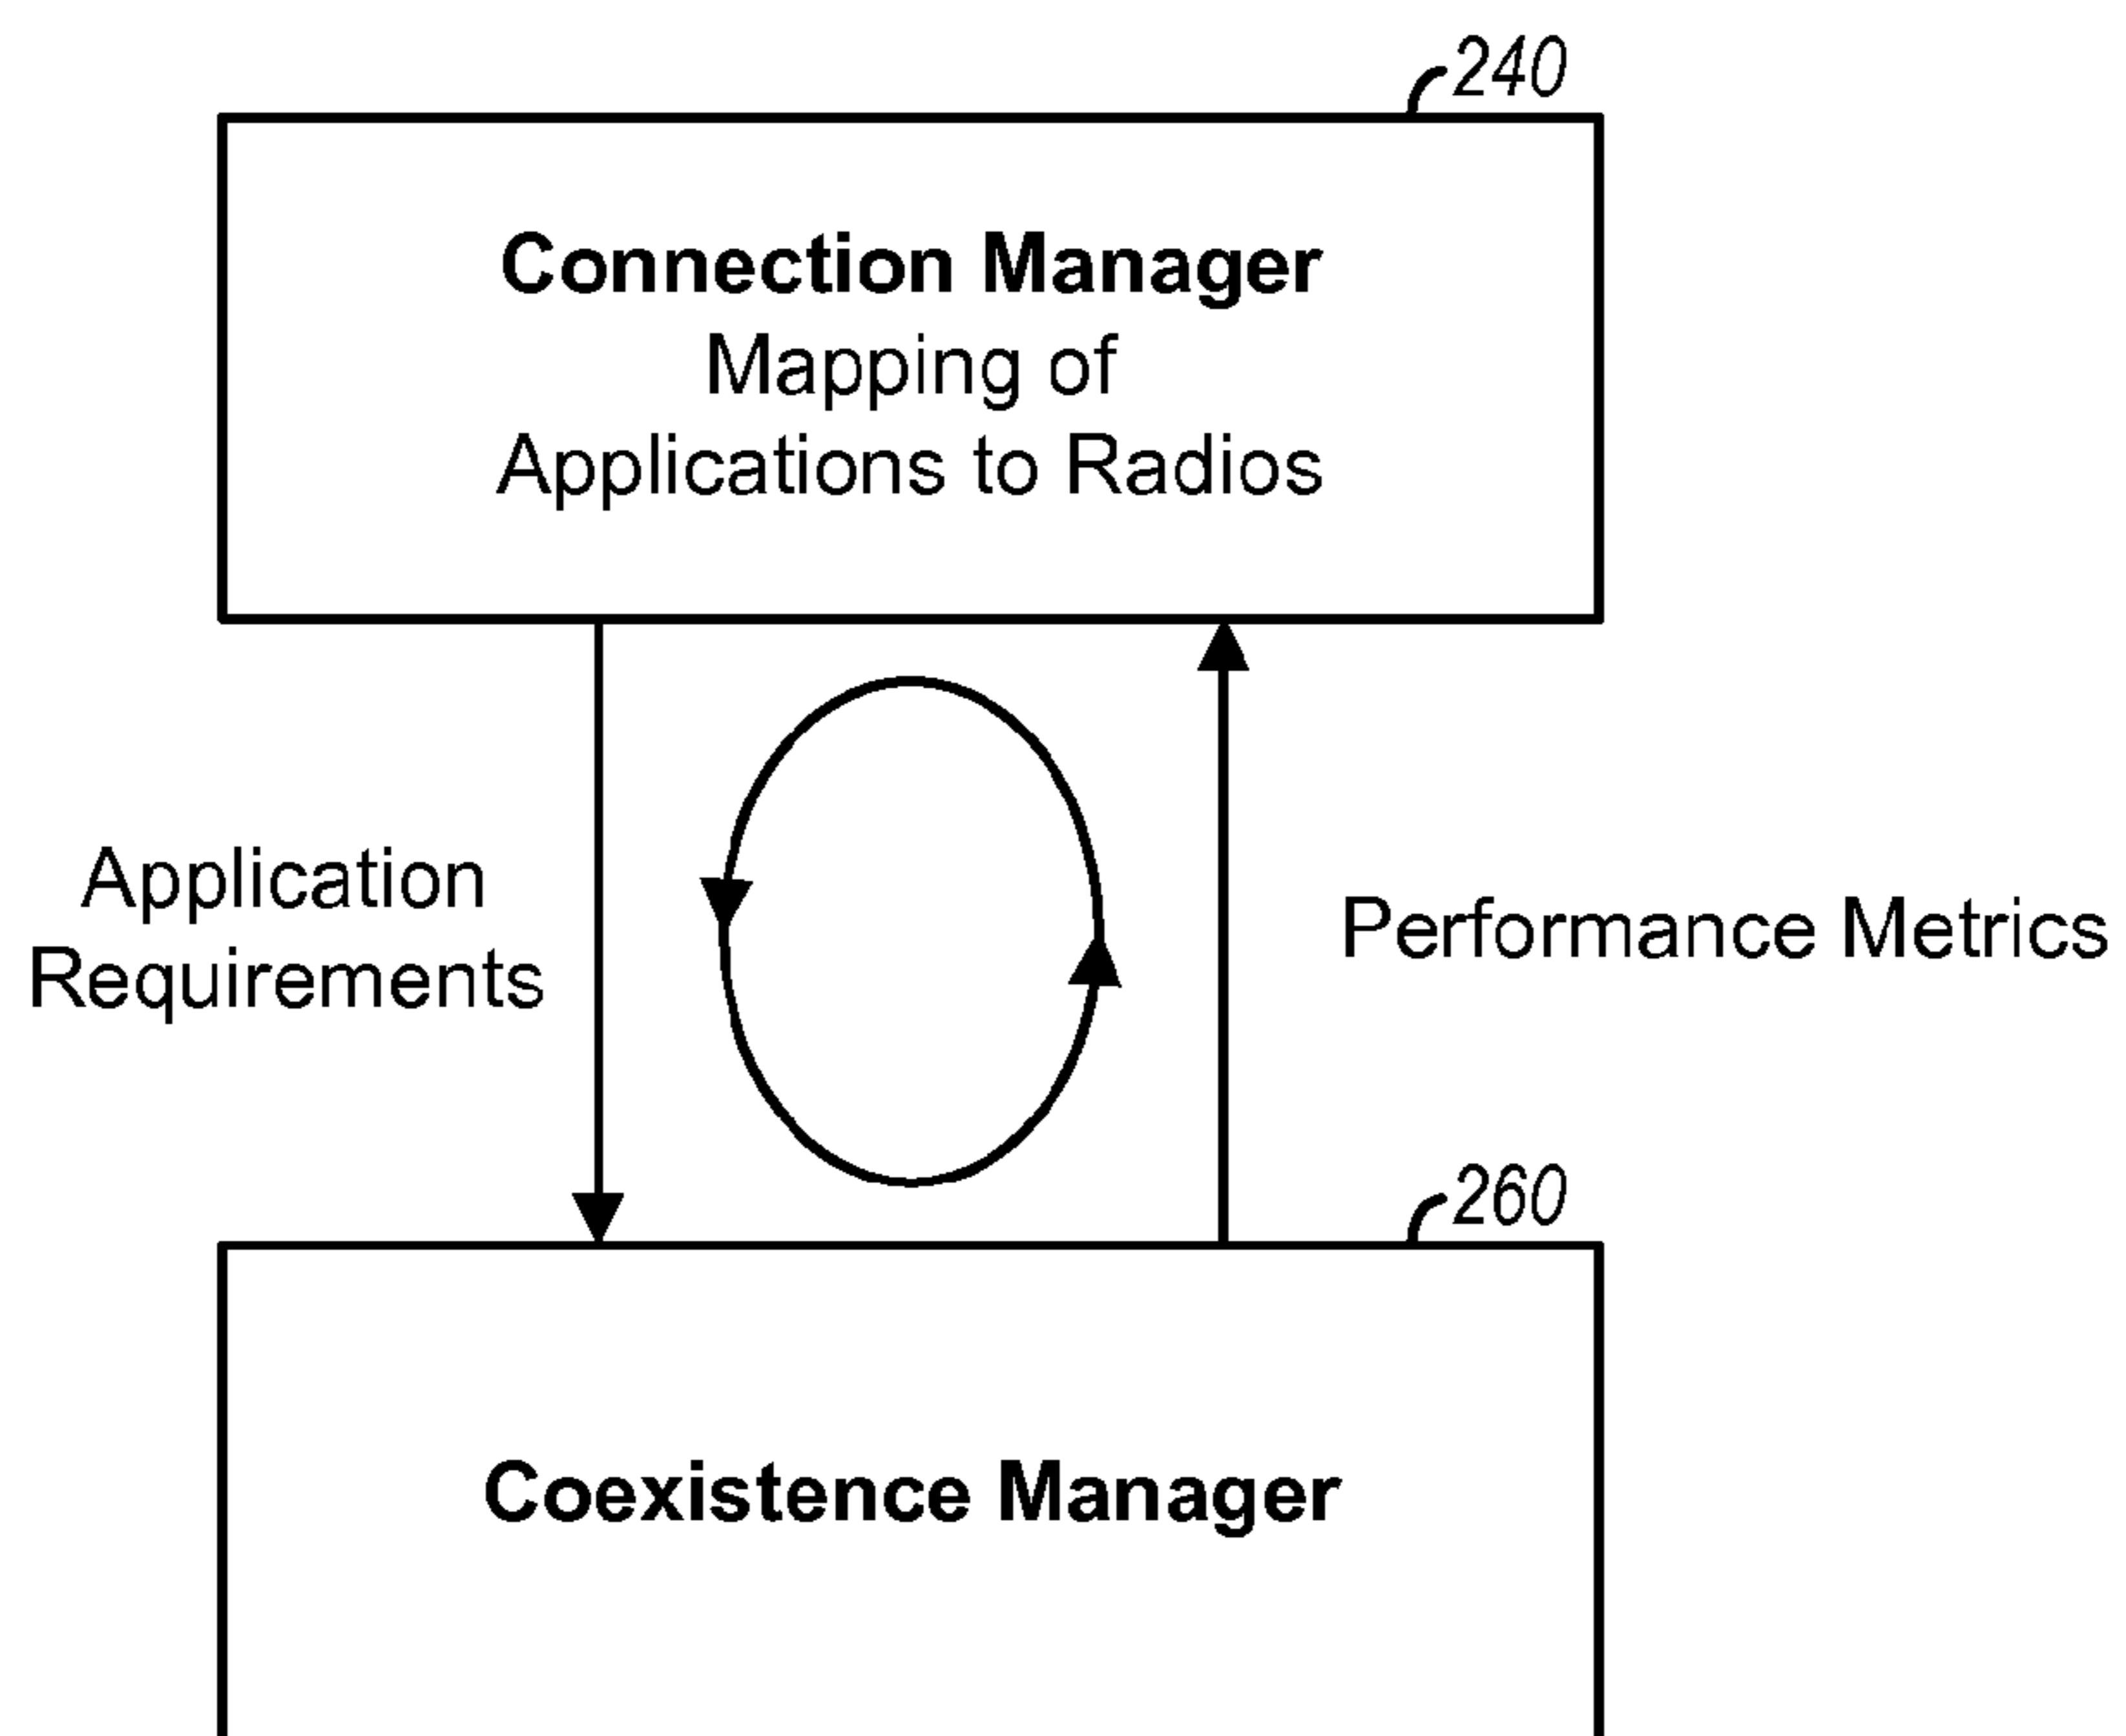 240
Connection Manager
Mapping of
Applications to Radios
Application
Requirements
Performance Metrics
260
Coexistence Manager